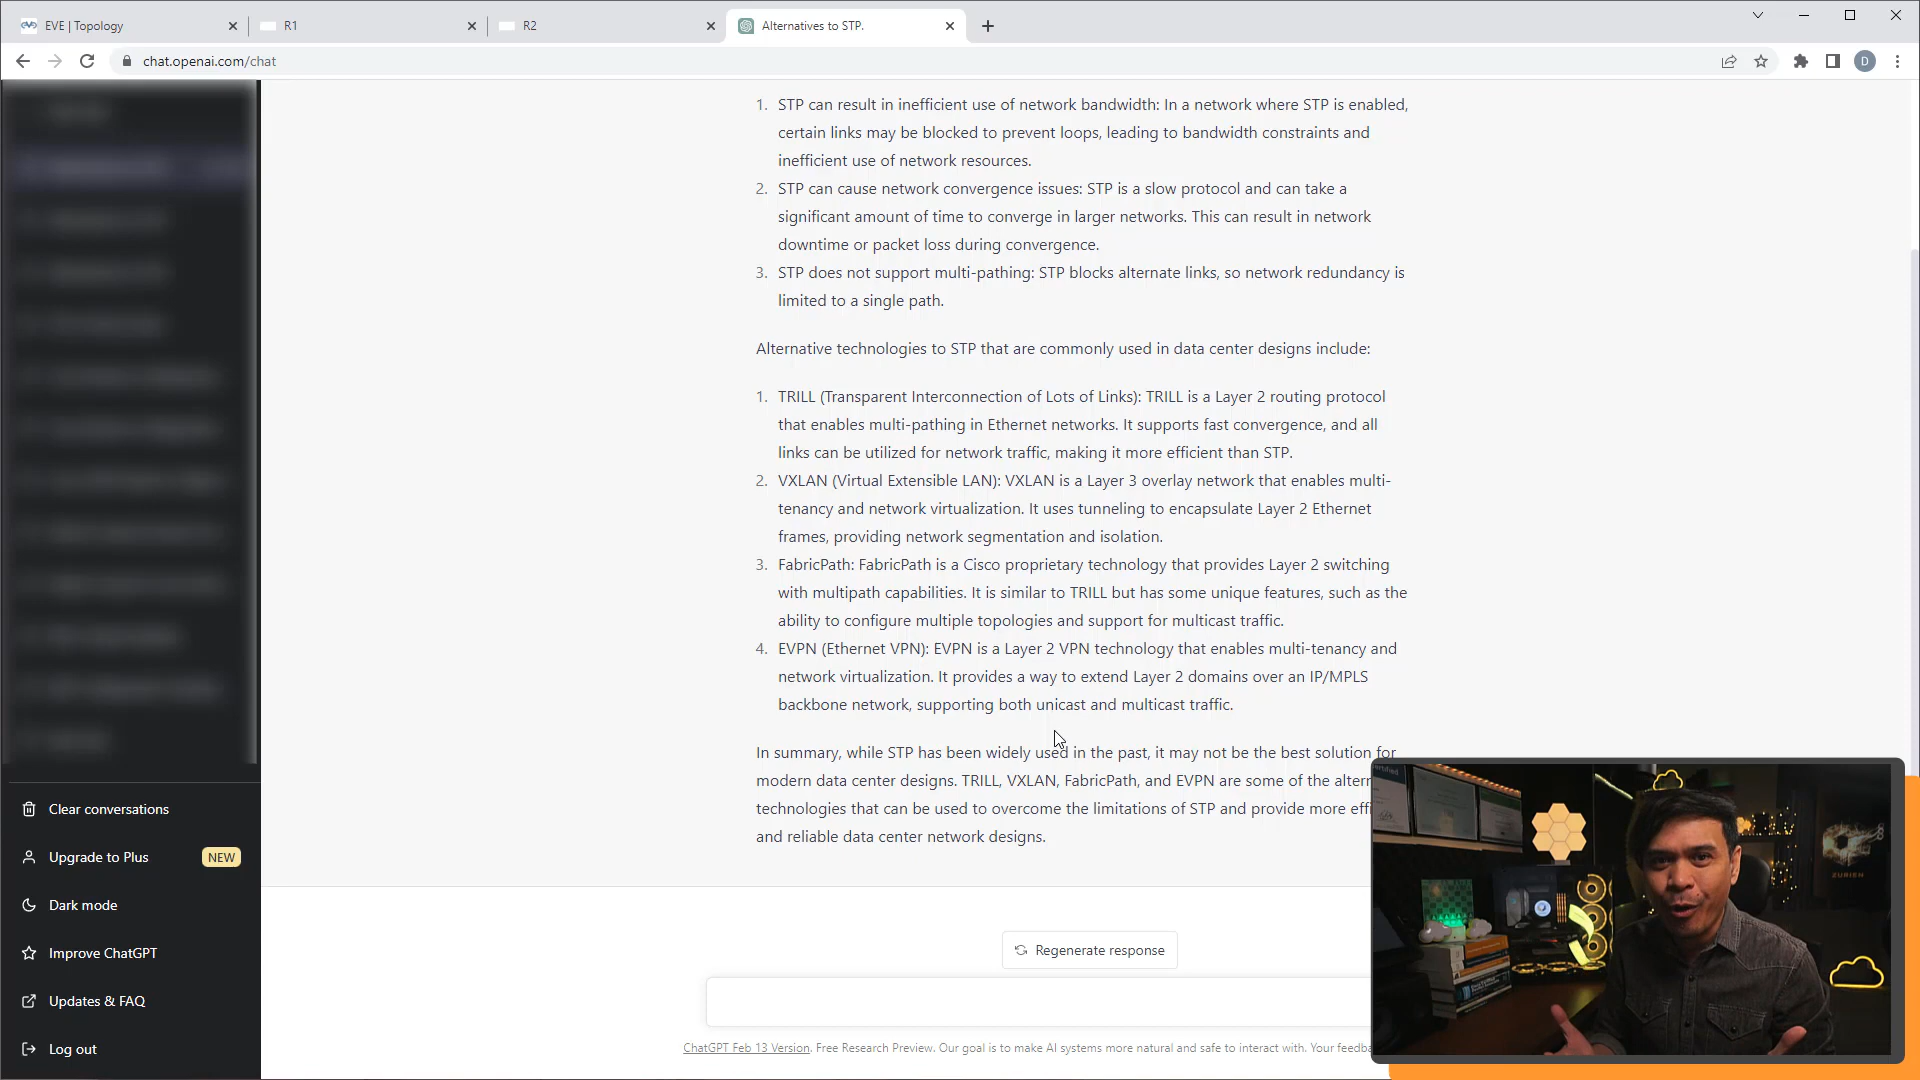 EVE | Topology
R1
R2
Alternatives to STP.
chat.openai.com/chat
D
1. STP can result in inefficient use of network bandwidth: In a network where STP is enabled,
certain links may be blocked to prevent loops, leading to bandwidth constraints and
inefficient use of network resources.
2. STP can cause network convergence issues: STP is a slow protocol and can take a
significant amount of time to converge in larger networks. This can result in network
downtime or packet loss during convergence.
3. STP does not support multi-pathing: STP blocks alternate links, so network redundancy is
limited to a single path.
Alternative technologies to STP that are commonly used in data center designs include:
1. TRILL (Transparent Interconnection of Lots of Links): TRILL is a Layer 2 routing protocol
that enables multi-pathing in Ethernet networks. It supports fast convergence, and all
links can be utilized for network traffic, making it more efficient than STP.
2. VXLAN (Virtual Extensible LAN): VXLAN is a Layer 3 overlay network that enables multi-
tenancy and network virtualization. It uses tunneling to encapsulate Layer 2 Ethernet
frames, providing network segmentation and isolation.
3. FabricPath: FabricPath is a Cisco proprietary technology that provides Layer 2 switching
with multipath capabilities. It is similar to TRILL but has some unique features, such as the
ability to configure multiple topologies and support for multicast traffic.
4. EVPN (Ethernet VPN): EVPN is a Layer 2 VPN technology that enables multi-tenancy and
network virtualization. It provides a way to extend Layer 2 domains over an IP/MPLS
backbone network, supporting both unicast and multicast traffic.
In summary, while STP has been widely used in the past, it may not be the best solution for
modern data center designs. TRILL, VXLAN, FabricPath, and EVPN are some of the altern
technologies that can be used to overcome the limitations of STP and provide more effi
and reliable data center network designs.
Clear conversations
Upgrade to Plus NEW
Dark mode
Improve ChatGPT
Updates & FAQ
Log out
Regenerate response
ChatGPT Feb 13 Version. Free Research Preview. Our goal is to make AI systems more natural and safe to interact with. Your feedba
ZURIEN